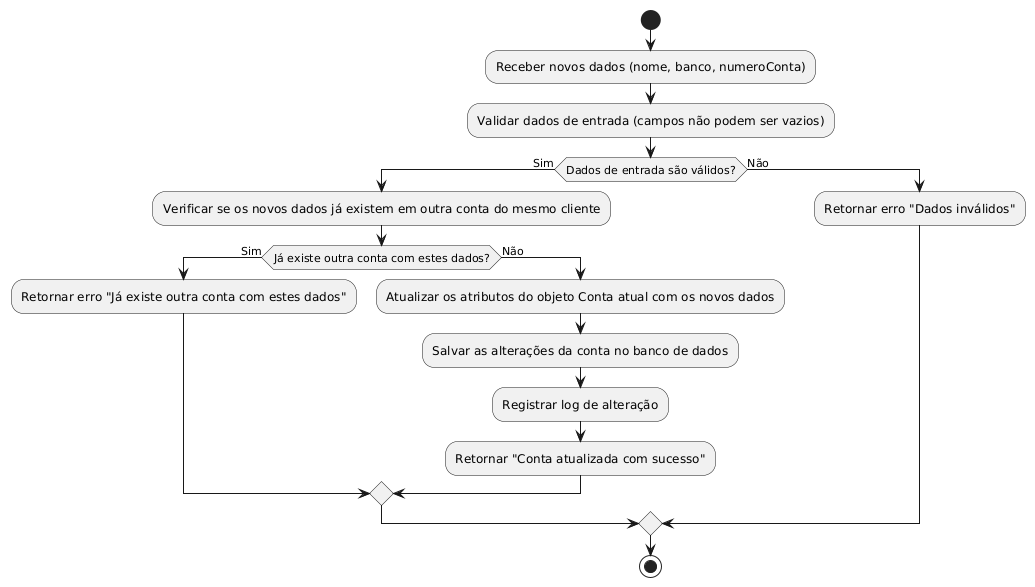 Receber novos dados (nome, banco, numeroConta)
Validar dados de entrada (campos não podem ser vazios)
Sim
Dados de entrada são válidos?
Não
Verificar se os novos dados já existem em outra conta do mesmo cliente
Retornar erro "Dados inválidos"
Sim
Já existe outra conta com estes dados?
Não
Retornar erro "Já existe outra conta com estes dados"
Atualizar os atributos do objeto Conta atual com os novos dados
Salvar as alterações da conta no banco de dados
Registrar log de alteração
Retornar "Conta atualizada com sucesso"